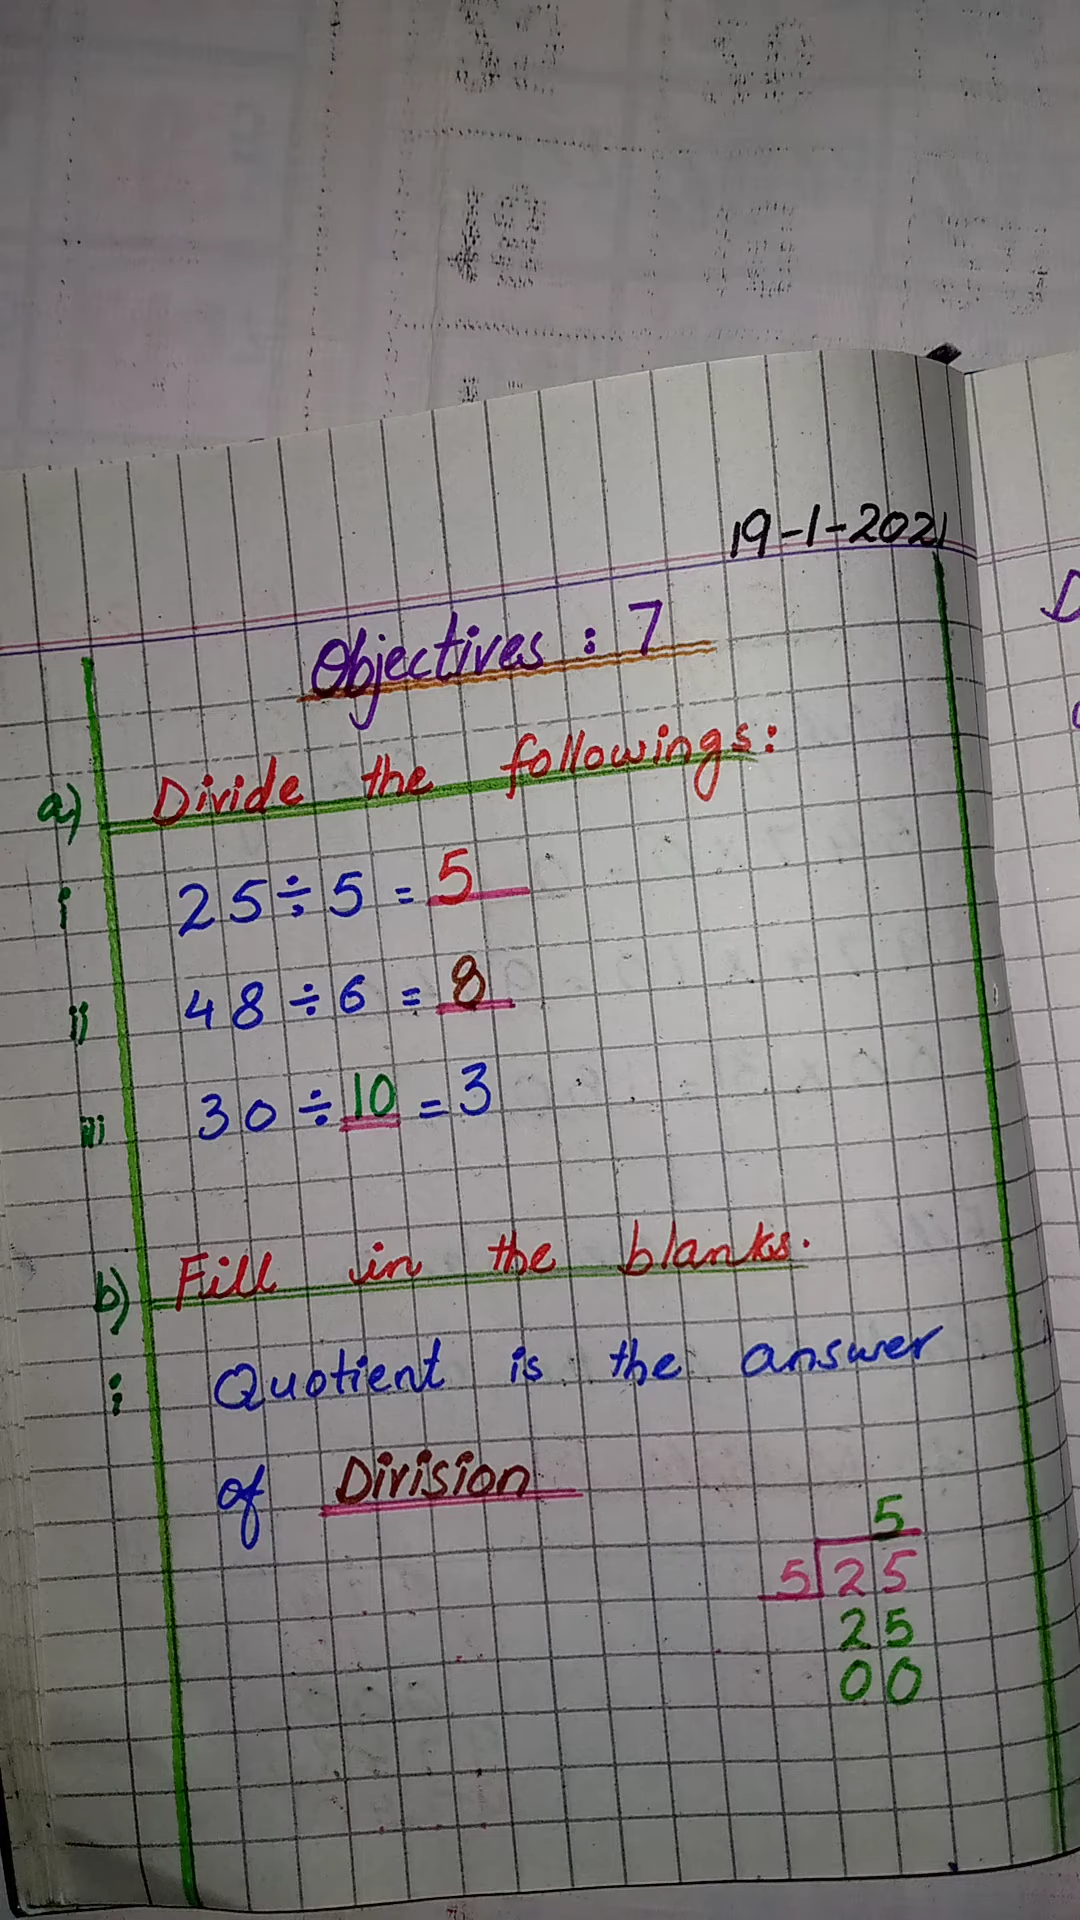 19-1-2021
Objectives : 7
a) Divide the followings:
i 25 ÷ 5 = 5
ii 48 ÷ 6 = 8
iii 30 ÷ 10 = 3
b) Fill in the blanks.
i Quotient is the answer
of Division
5
5 25
25
00